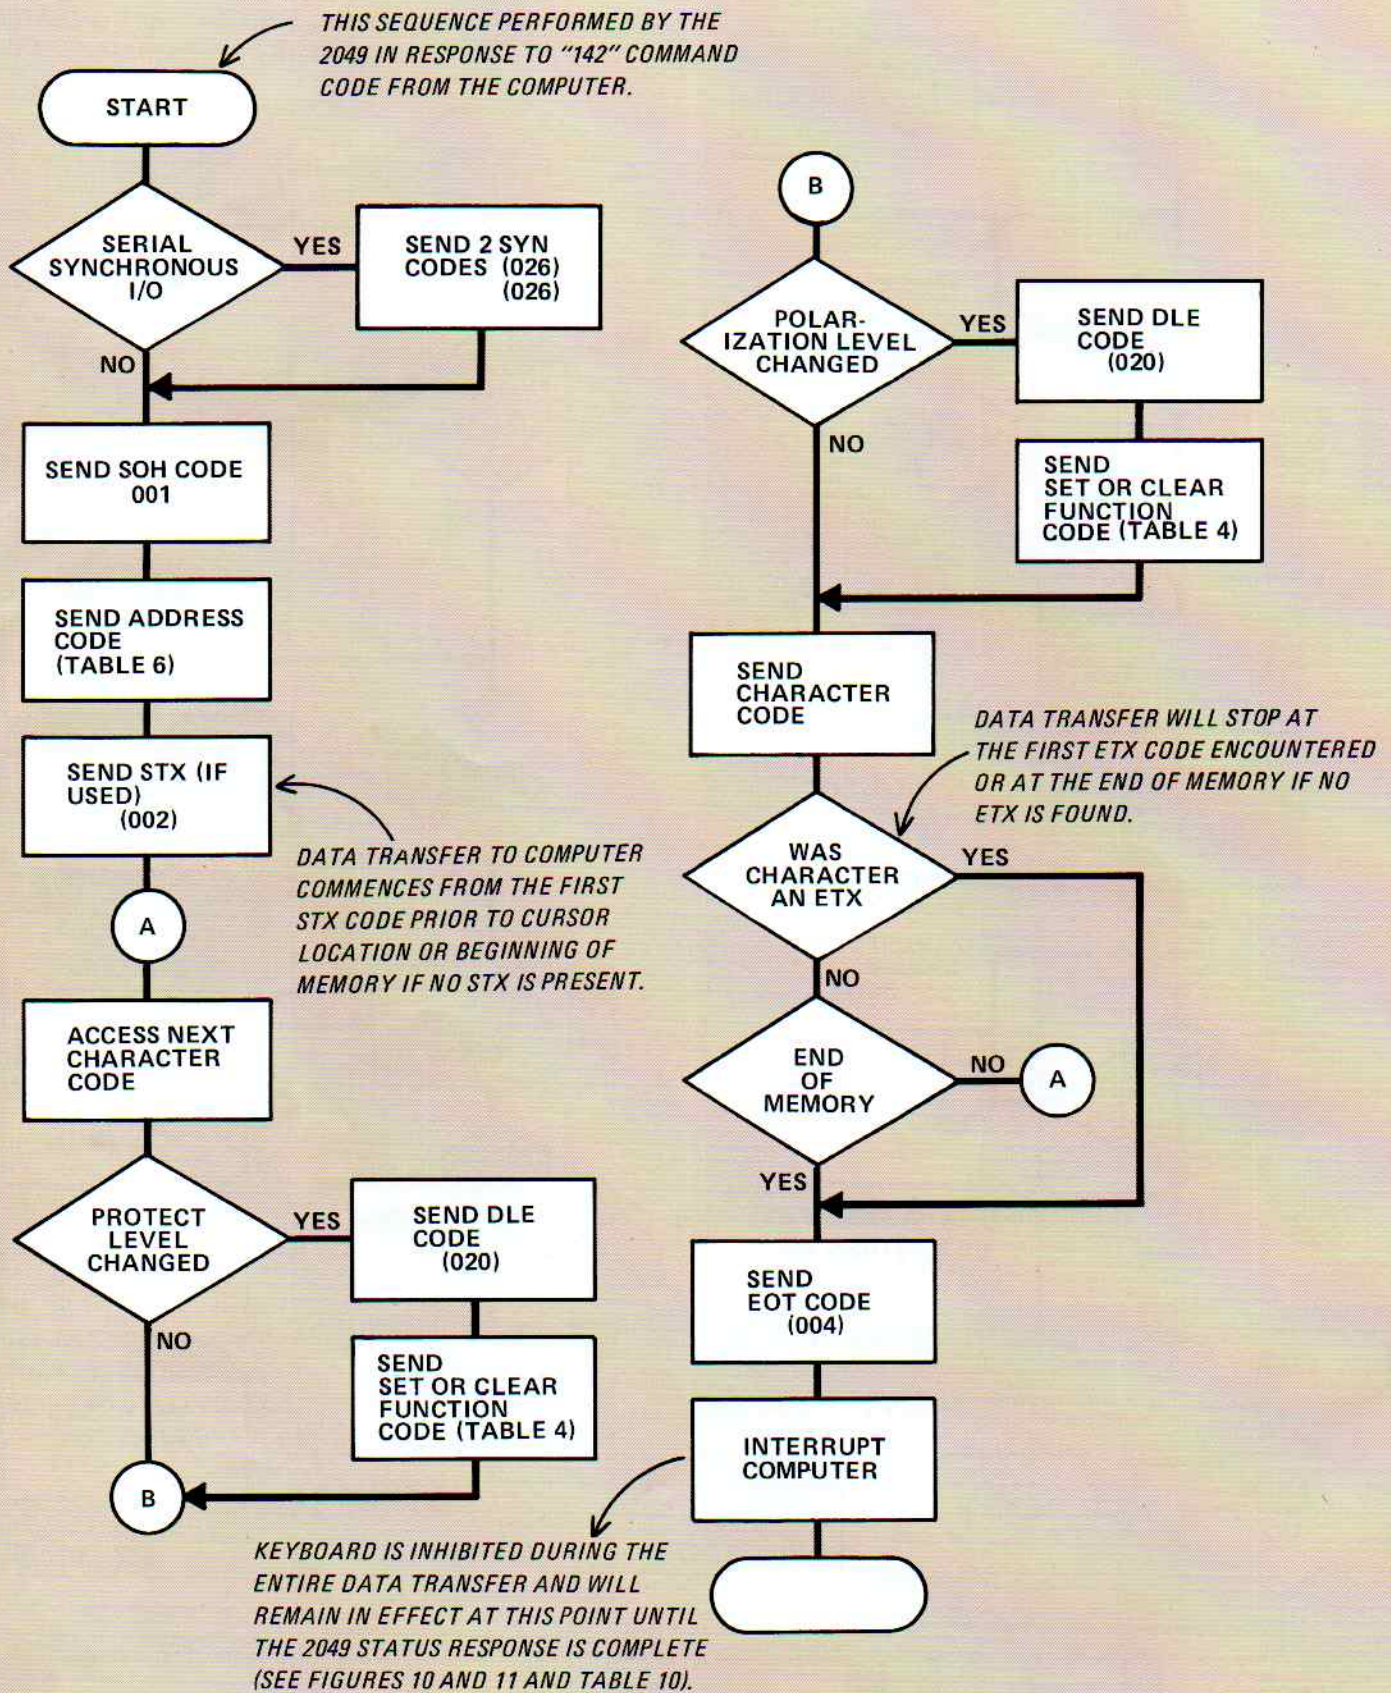 THIS SEQUENCE PERFORMED BY THE
2049 IN RESPONSE TO "142" COMMAND
CODE FROM THE COMPUTER.
START
SERIAL
SYNCHRONOUS
I/O
YES
SEND 2 SYN
CODES (026)
(026)
NO
SEND SOH CODE
001
SEND ADDRESS
CODE
(TABLE 6)
SEND STX (IF
USED)
(002)
DATA TRANSFER TO COMPUTER
COMMENCES FROM THE FIRST
STX CODE PRIOR TO CURSOR
LOCATION OR BEGINNING OF
MEMORY IF NO STX IS PRESENT.
A
ACCESS NEXT
CHARACTER
CODE
PROTECT
LEVEL
CHANGED
YES
SEND DLE
CODE
(020)
NO
SEND
SET OR CLEAR
FUNCTION
CODE (TABLE 4)
B
B
POLAR-
IZATION LEVEL
CHANGED
YES
SEND DLE
CODE
(020)
NO
SEND
SET OR CLEAR
FUNCTION
CODE (TABLE 4)
SEND
CHARACTER
CODE
DATA TRANSFER WILL STOP AT
THE FIRST ETX CODE ENCOUNTERED
OR AT THE END OF MEMORY IF NO
ETX IS FOUND.
WAS
CHARACTER
AN ETX
YES
NO
END
OF
MEMORY
NO
A
YES
SEND
EOT CODE
(004)
INTERRUPT
COMPUTER
KEYBOARD IS INHIBITED DURING THE
ENTIRE DATA TRANSFER AND WILL
REMAIN IN EFFECT AT THIS POINT UNTIL
THE 2049 STATUS RESPONSE IS COMPLETE
(SEE FIGURES 10 AND 11 AND TABLE 10).